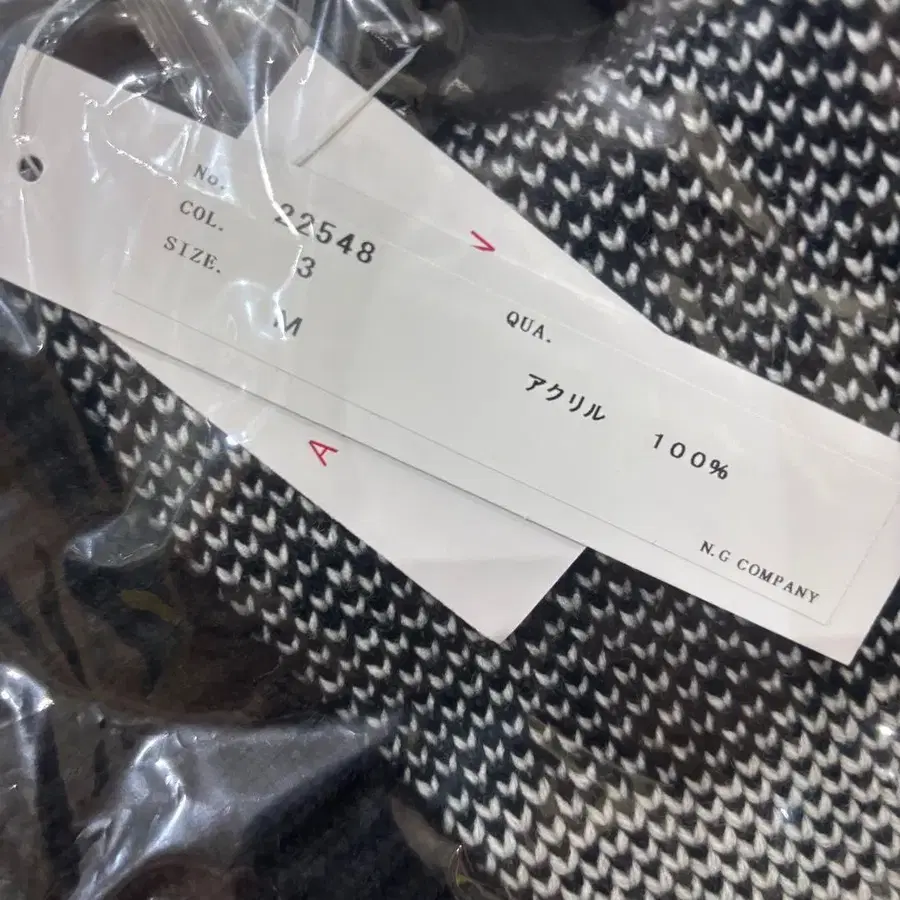 No. 22548
COL. 3
SIZE. M
QUA.
アクリル 100%
N.G COMPANY
V
A